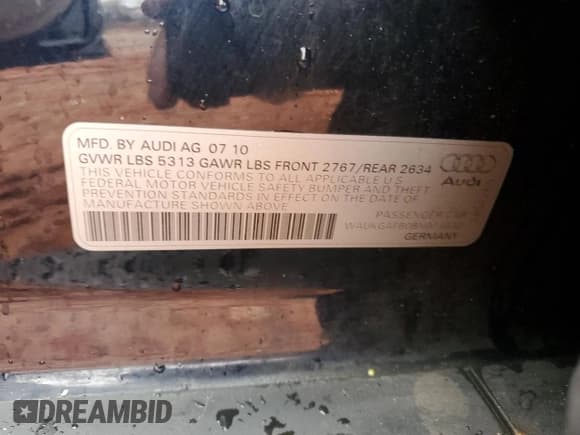 MFD. BY AUDI AG 07 10
GVWR LBS 5313 GAWR LBS FRONT 2767/REAR 2634
THIS VEHICLE CONFORMS TO ALL APPLICABLE U.S.
FEDERAL MOTOR VEHICLE SAFETY BUMPER AND THEFT
PREVENTION STANDARDS IN EFFECT ON THE DATE OF
MANUFACTURE SHOWN ABOVE
Audi
PASSENGER CAR
GERMANY
DREAMBID